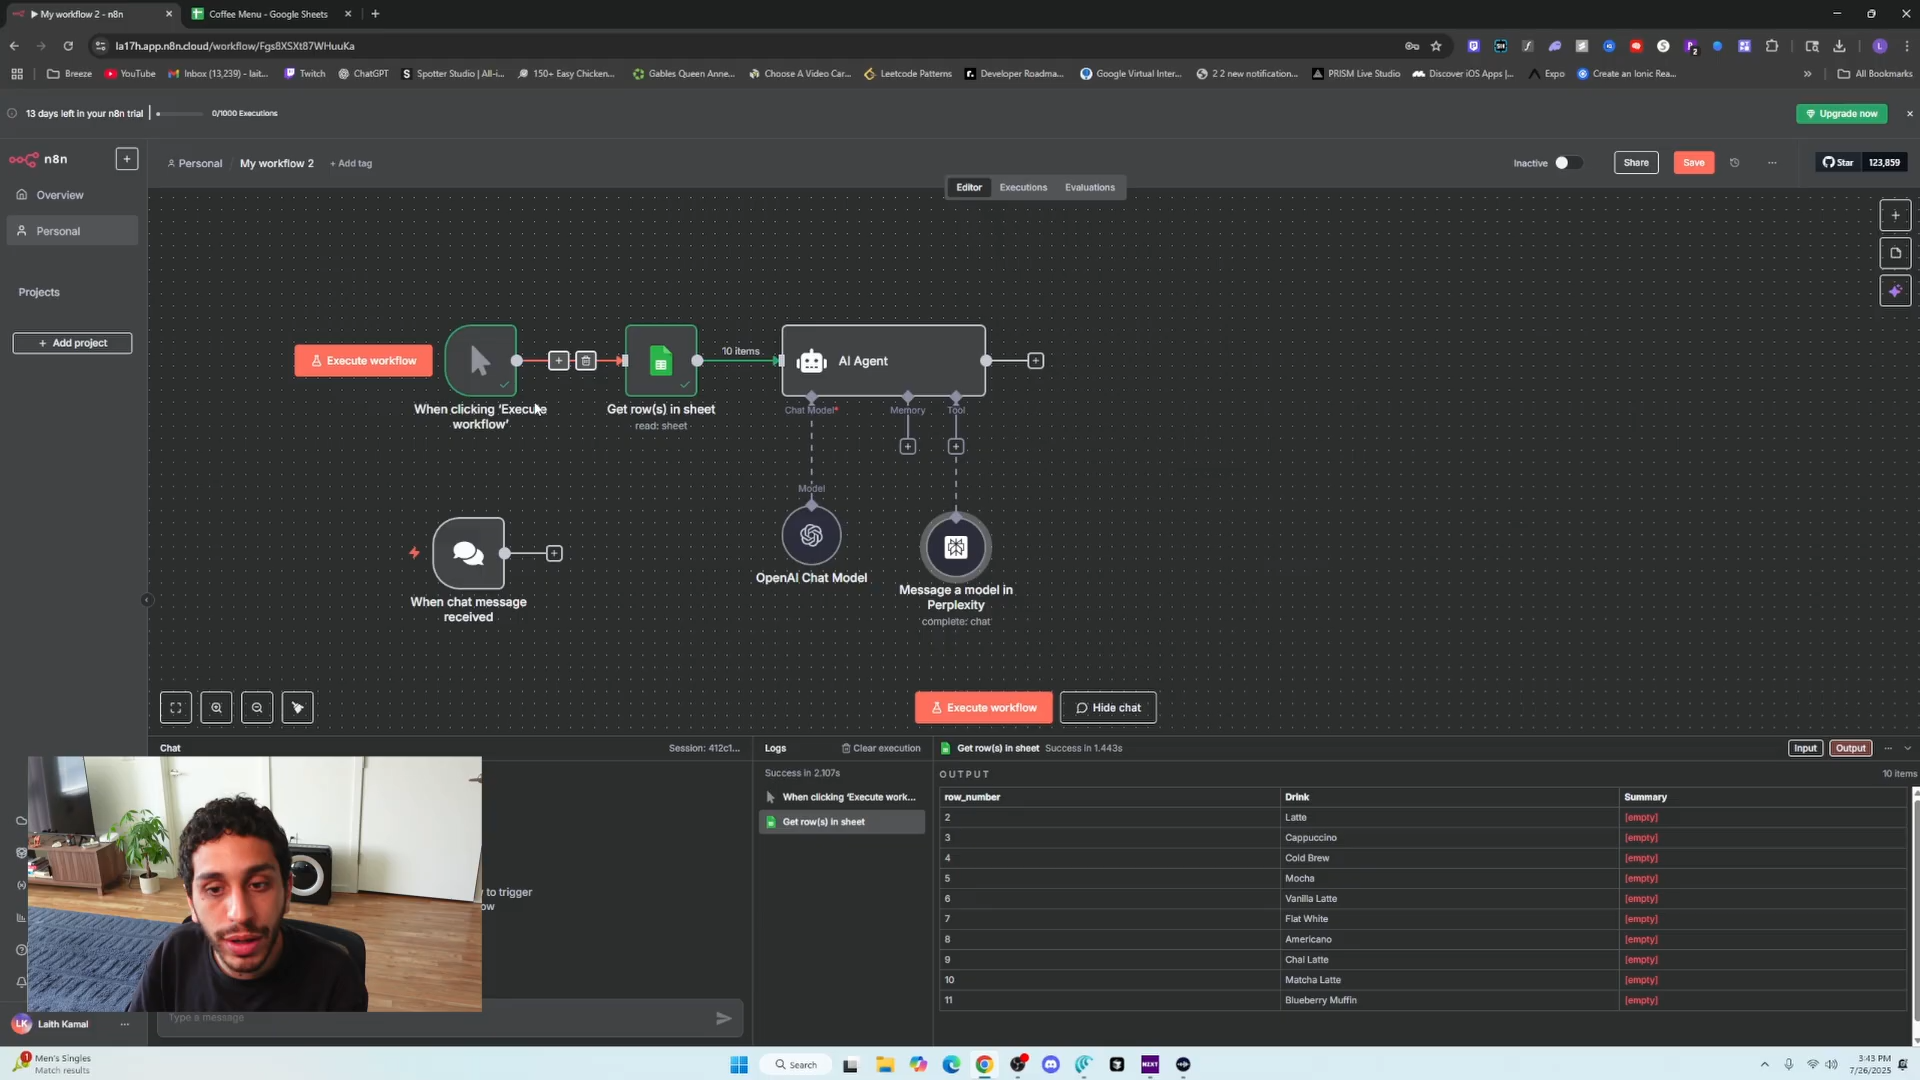 My workflow 2 - n8n
Coffee Menu - Google Sheets
la17h.app.n8n.cloud/workflow/Fgs8XSXt87WHuuKa
Breeze
YouTube
Inbox (13,239) - lait...
Twitch
ChatGPT
Spotter Studio | All-i...
150+ Easy Chicken...
Gables Queen Anne...
Choose A Video Car...
Leetcode Patterns
Developer Roadma...
Google Virtual Inter...
2 2 new notification...
PRISM Live Studio
Discover iOS Apps |...
Expo
Create an Ionic Rea...
All Bookmarks
13 days left in your n8n trial
0/1000 Executions
Upgrade now
n8n
Personal / My workflow 2 + Add tag
Inactive
Share
Save
Star 123,859
Editor
Executions
Evaluations
Overview
Personal
Projects
+ Add project
Execute workflow
10 items
AI Agent
When clicking 'Execute
workflow'
Get row(s) in sheet
read: sheet
Chat Model*
Memory
Tool
Model
OpenAI Chat Model
Message a model in
Perplexity
complete: chat
When chat message
received
Execute workflow
Hide chat
Chat
Session: 412c1...
to trigger
ow
Type a message
Logs
Clear execution
Success in 2.107s
When clicking 'Execute work...
Get row(s) in sheet
Get row(s) in sheet Success in 1.443s
Input
Output
OUTPUT
10 items
row_number Drink Summary
2 Latte [empty]
3 Cappuccino [empty]
4 Cold Brew [empty]
5 Mocha [empty]
6 Vanilla Latte [empty]
7 Flat White [empty]
8 Americano [empty]
9 Chai Latte [empty]
10 Matcha Latte [empty]
11 Blueberry Muffin [empty]
LK
Laith Kamal
1
Men's Singles
Match results
Search
3:43 PM
7/26/2025